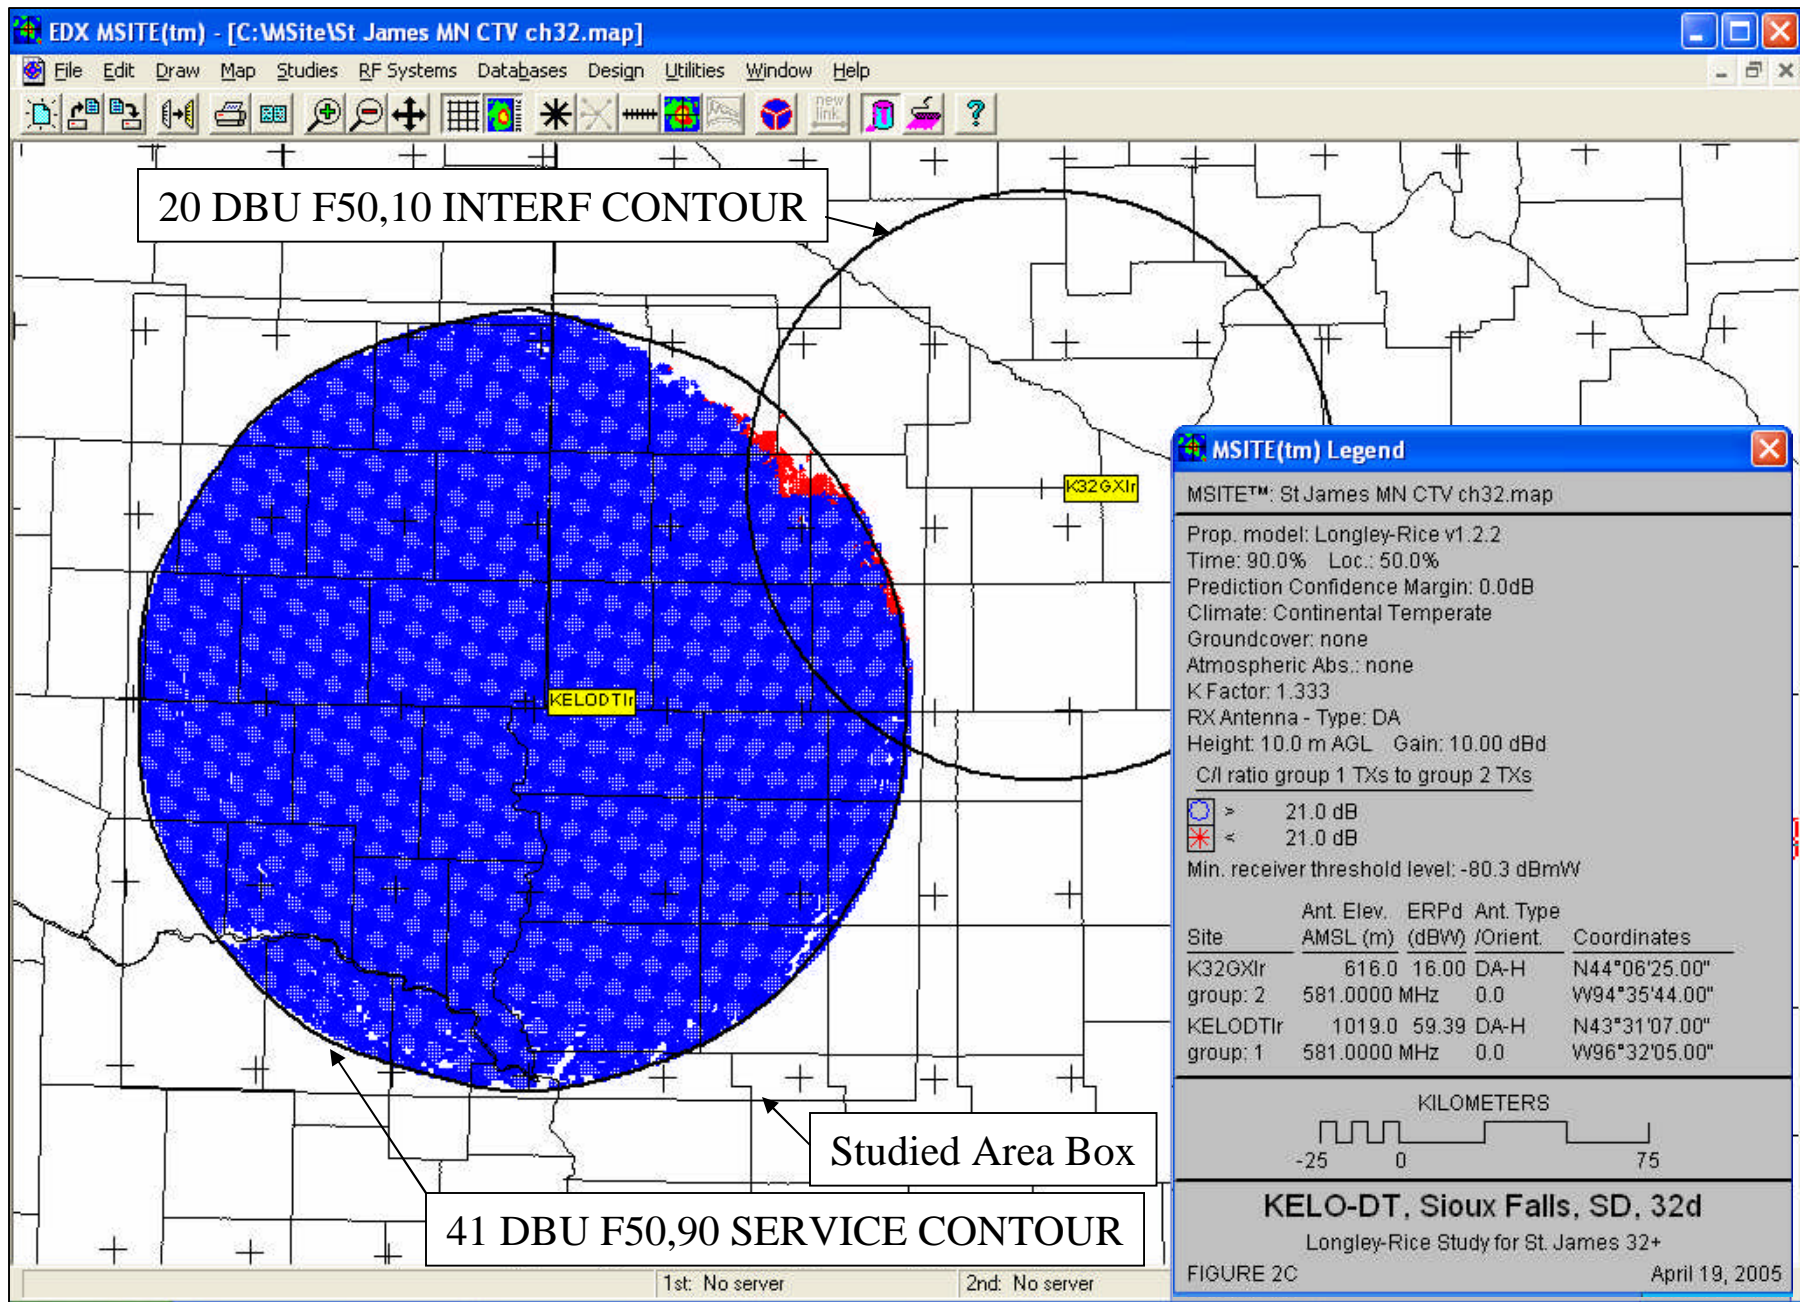 EDX MSITE(tm) - [C:\MSite\St James MN CTV ch32.map]
File Edit Draw Map Studies RF Systems Databases Design Utilities Window Help
new link
20 DBU F50,10 INTERF CONTOUR
K32GXlr
KELODTlr
Studied Area Box
41 DBU F50,90 SERVICE CONTOUR
MSITE(tm) Legend
MSITE™: St James MN CTV ch32.map
Prop. model: Longley-Rice v1.2.2
Time: 90.0% Loc.: 50.0%
Prediction Confidence Margin: 0.0dB
Climate: Continental Temperate
Groundcover: none
Atmospheric Abs.: none
K Factor: 1.333
RX Antenna - Type: DA
Height: 10.0 m AGL Gain: 10.00 dBd
C/I ratio group 1 TXs to group 2 TXs
> 21.0 dB
< 21.0 dB
Min. receiver threshold level: -80.3 dBmW
Ant. Elev. ERPd Ant. Type
Site AMSL (m) (dBW) /Orient. Coordinates
K32GXlr 616.0 16.00 DA-H N44°06'25.00"
group: 2 581.0000 MHz 0.0 W94°35'44.00"
KELODTlr 1019.0 59.39 DA-H N43°31'07.00"
group: 1 581.0000 MHz 0.0 W96°32'05.00"
KILOMETERS
-25 0 75
KELO-DT, Sioux Falls, SD, 32d
Longley-Rice Study for St. James 32+
FIGURE 2C April 19, 2005
1st: No server 2nd: No server